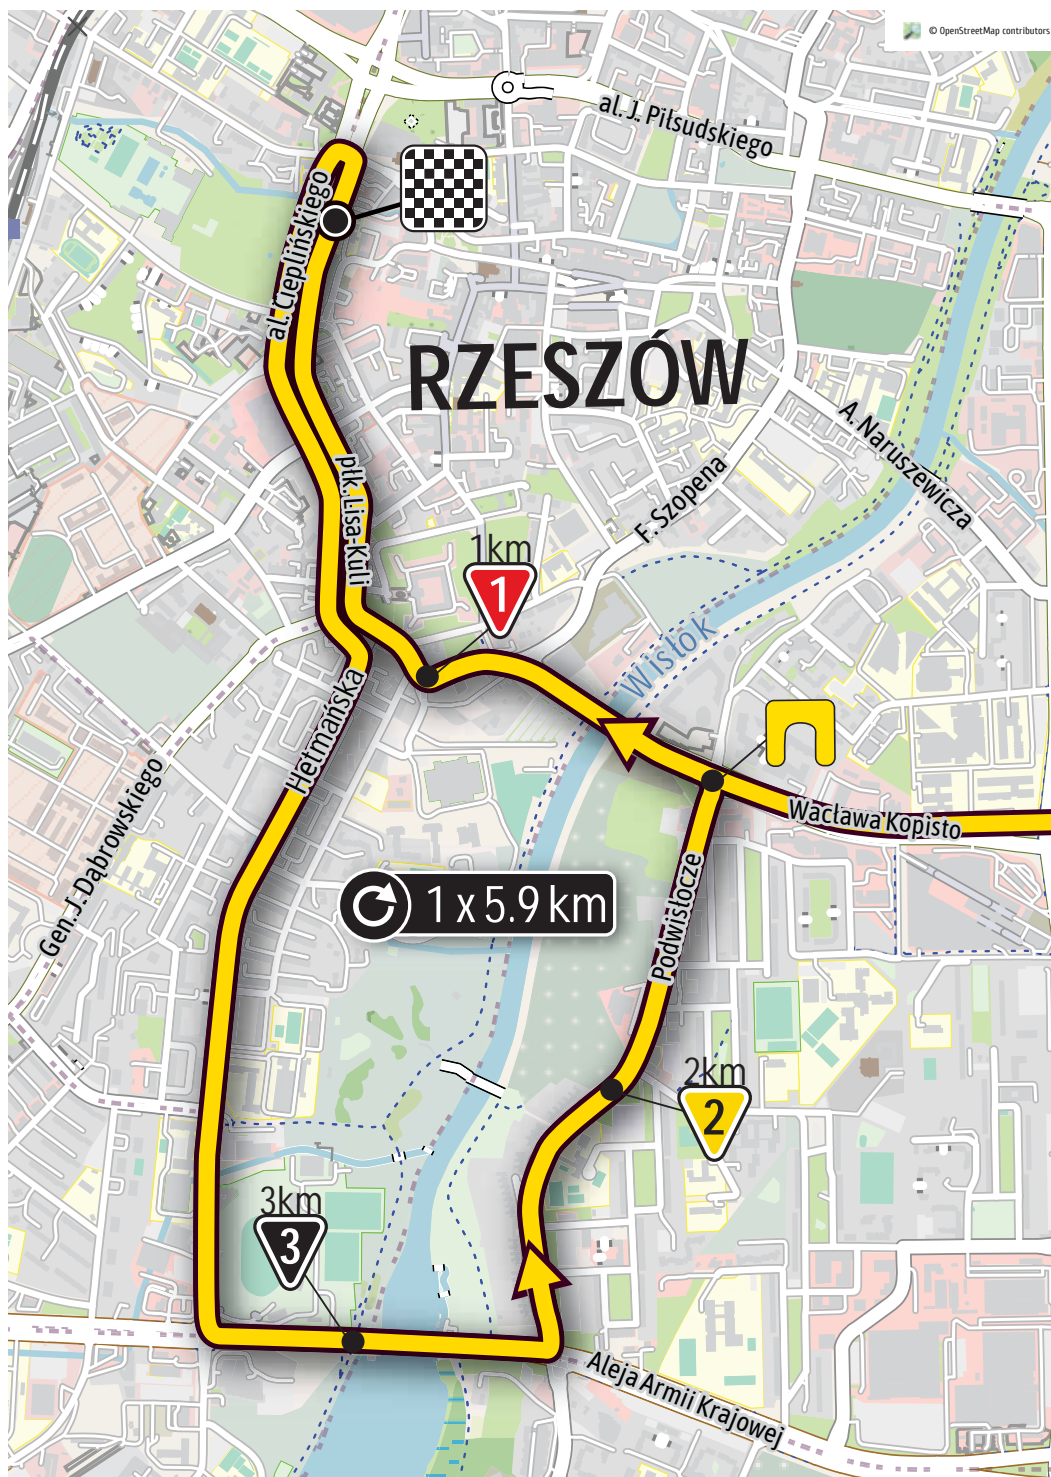 © OpenStreetMap contributors
al. J. Piłsudskiego
al. Cieplińskiego
RZESZÓW
A. Naruszewicza
F. Szopena
płk. Lisa-Kuli
1km
1
Wisłok
Hetmańska
Gen. J. Dąbrowskiego
Wacława Kopisto
Podwisłocze
1 x 5.9 km
2km
2
3km
3
Aleja Armii Krajowej